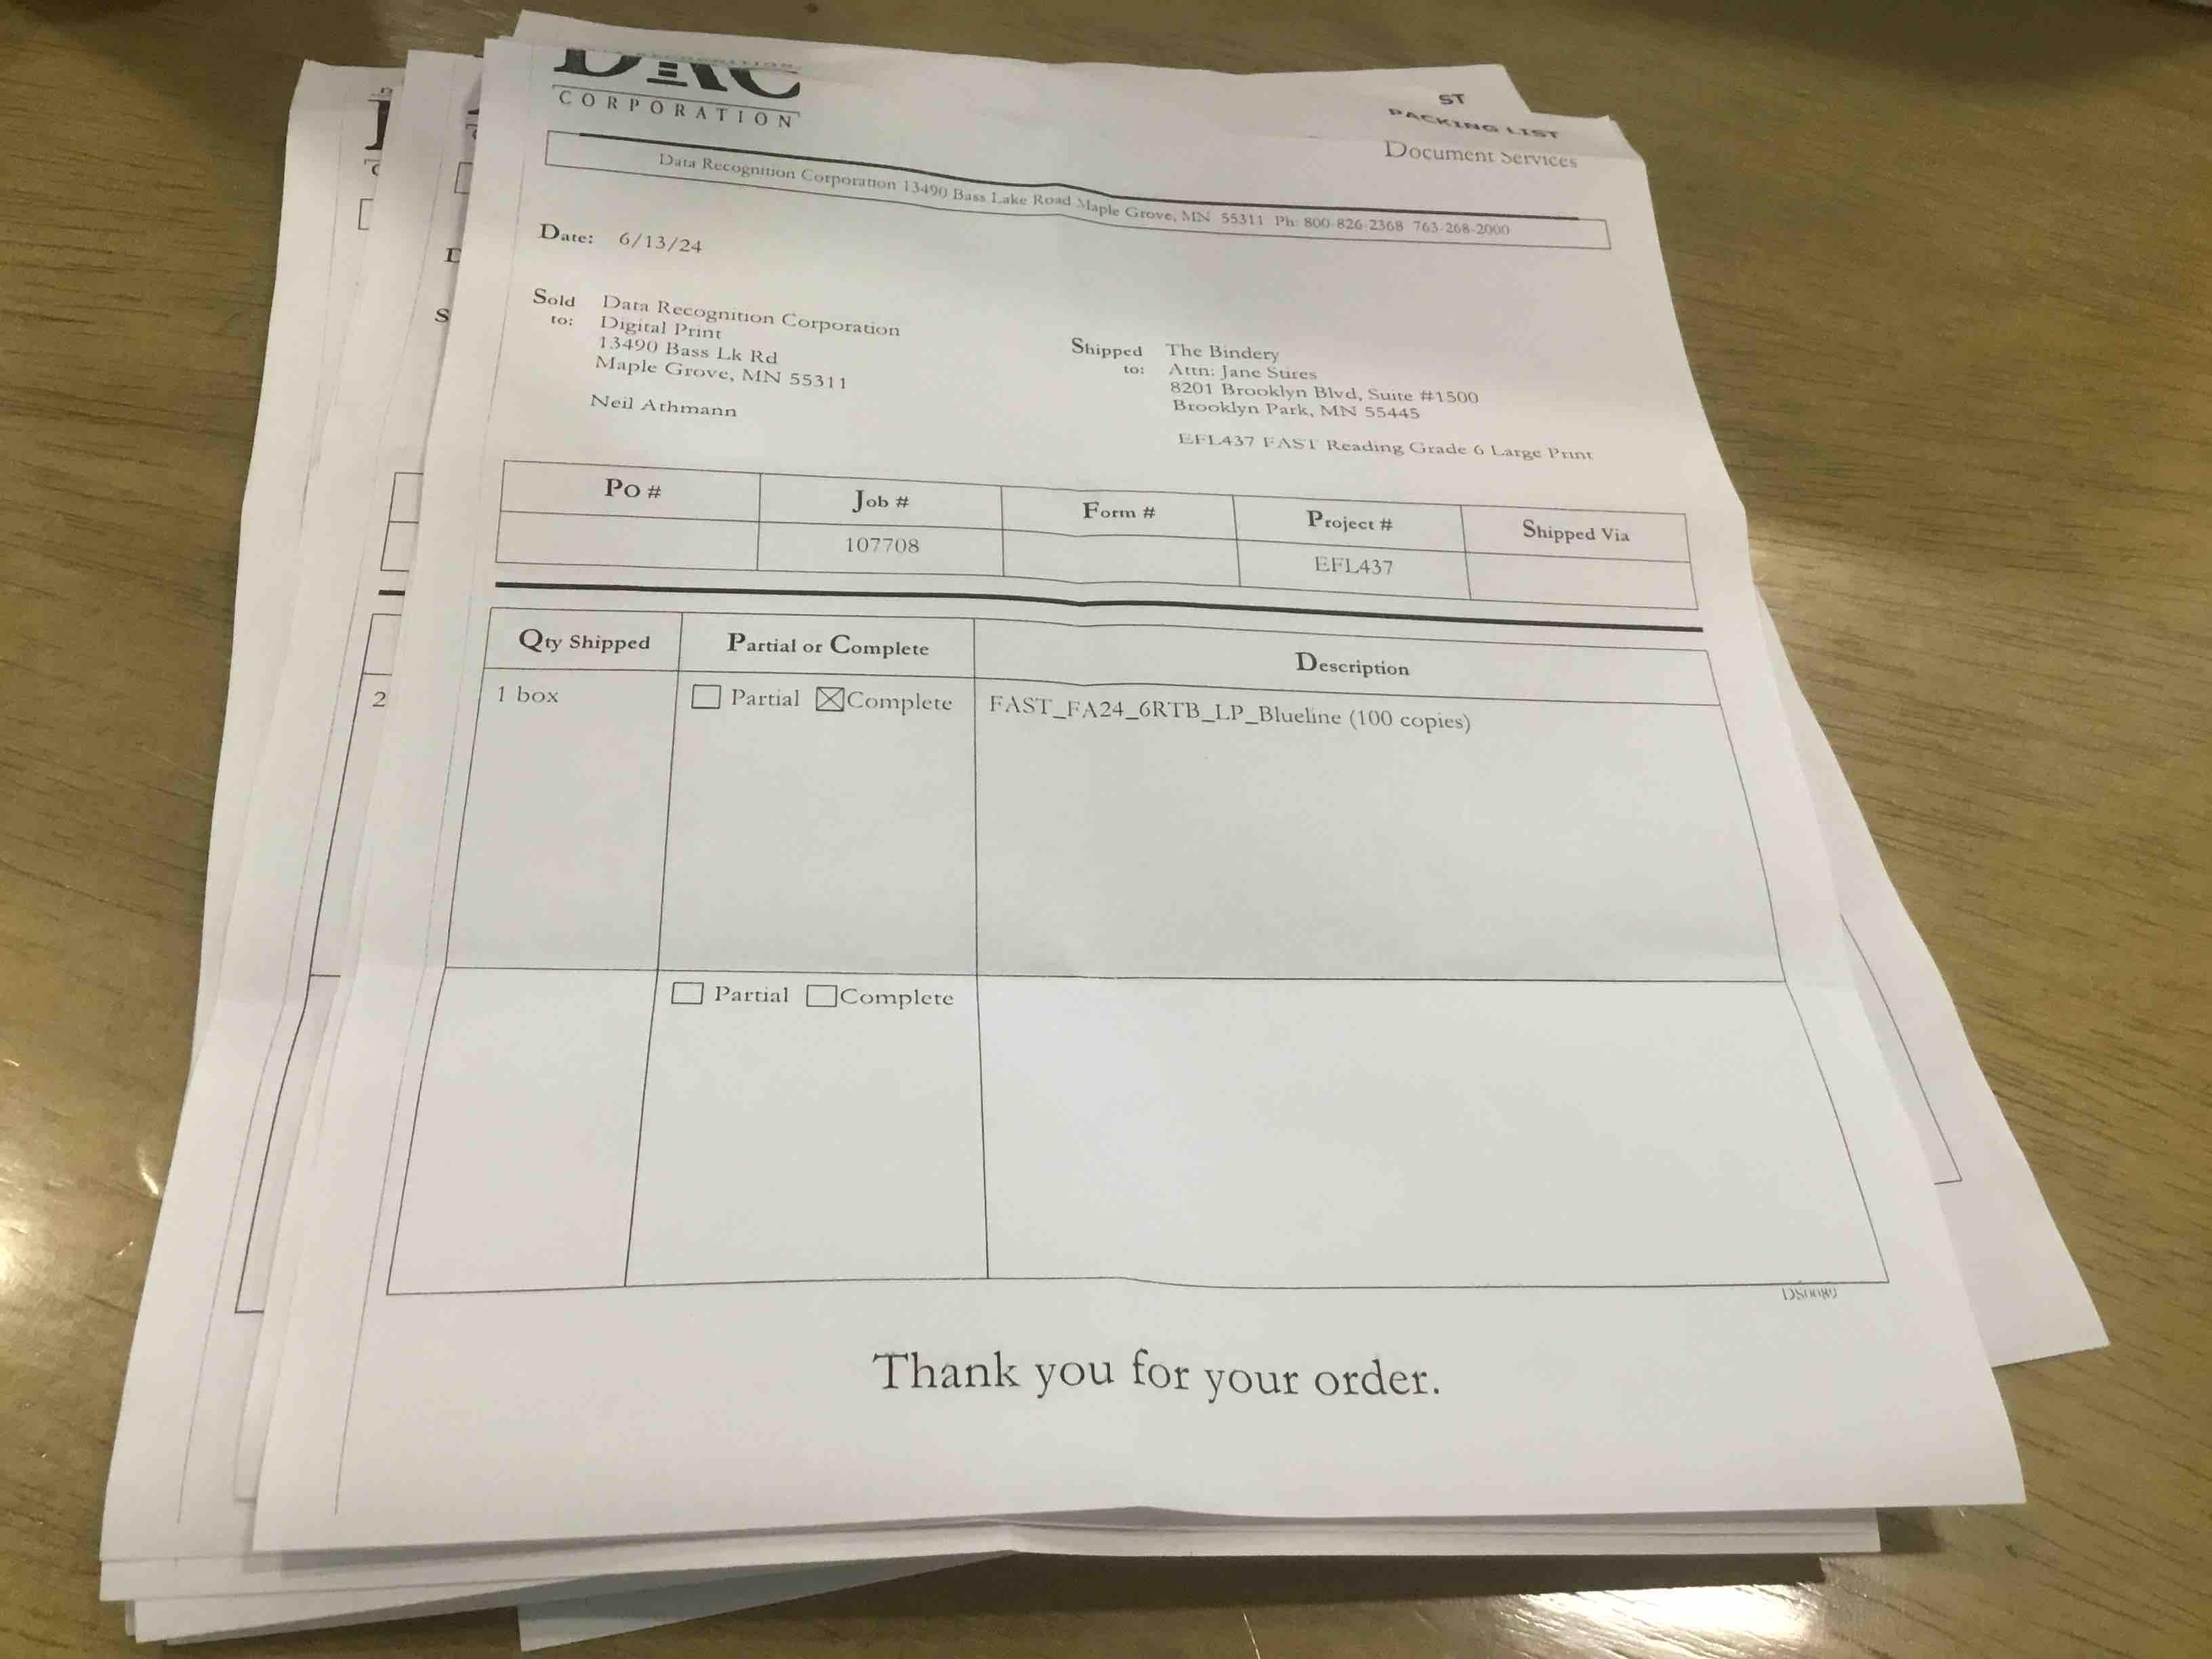 DRC
CORPORATION
ST
PACKING LIST
Document Services
Data Recognition Corporation 13490 Bass Lake Road Maple Grove, MN 55311 Ph: 800-826-2368 763-268-2000
Date: 6/13/24
Sold to: Data Recognition Corporation
Digital Print
13490 Bass Lk Rd
Maple Grove, MN 55311
Neil Athmann
Shipped to: The Bindery
Attn: Jane Sures
8201 Brooklyn Blvd, Suite #1500
Brooklyn Park, MN 55445
EFL437 FAST Reading Grade 6 Large Print
Po # Job # Form # Project # Shipped Via
107708 EFL437
Qty Shipped Partial or Complete Description
1 box Partial Complete FAST_FA24_6RTB_LP_Blueline (100 copies)
Partial Complete
DS0089
Thank you for your order.
2